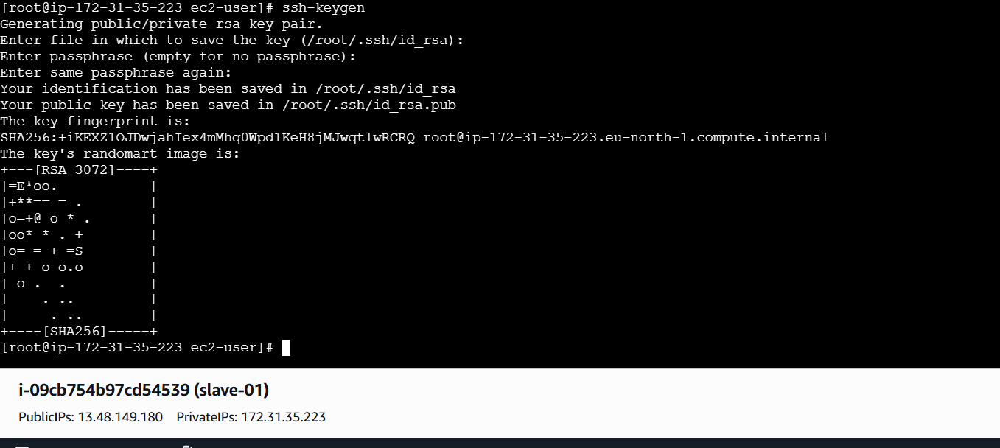 [root@ip-172-31-35-223 ec2-user]# ssh-keygen
Generating public/private rsa key pair.
Enter file in which to save the key (/root/.ssh/id_rsa):
Enter passphrase (empty for no passphrase):
Enter same passphrase again:
Your identification has been saved in /root/.ssh/id_rsa
Your public key has been saved in /root/.ssh/id_rsa.pub
The key fingerprint is:
SHA256:+iKEXZ1OJDwjahIex4mMhq0Wpd1KeH8jMJwqtlwRCRQ root@ip-172-31-35-223.eu-north-1.compute.internal
The key's randomart image is:
+---[RSA 3072]----+
|=E*oo.           |
|+**== = .        |
|o=+@ o * .       |
|oo* * . +        |
|o= = + =S        |
|+ + o o.o        |
| o .  .          |
|    . ..         |
|     . ..        |
+----[SHA256]-----+
[root@ip-172-31-35-223 ec2-user]#
i-09cb754b97cd54539 (slave-01)
PublicIPs: 13.48.149.180 PrivateIPs: 172.31.35.223